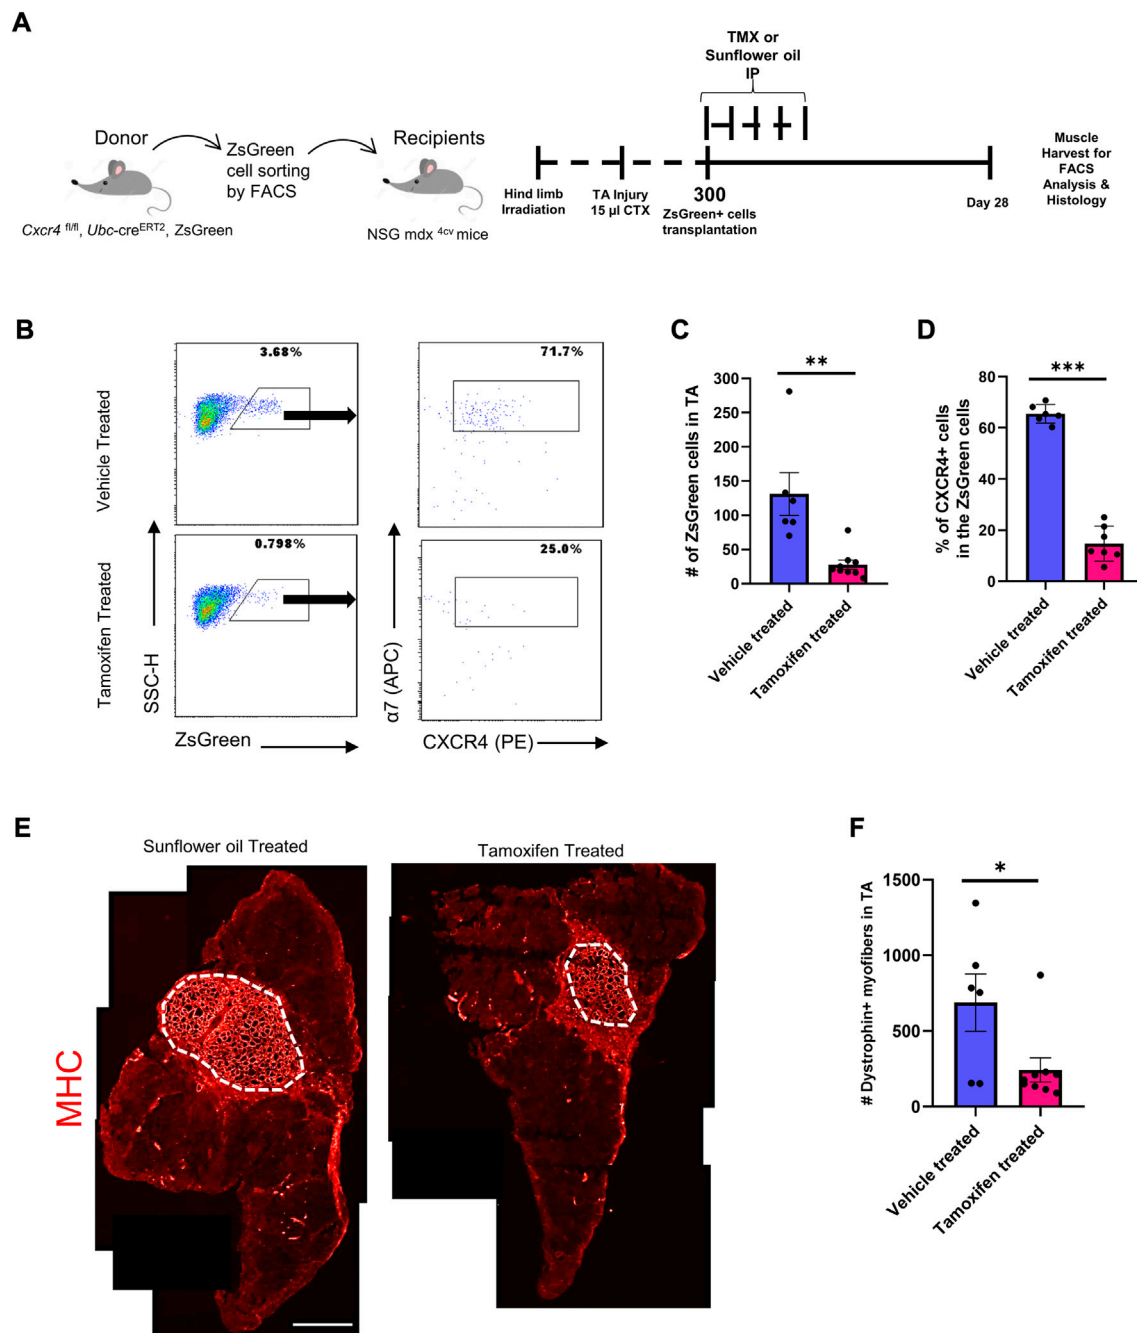 A
Donor
ZsGreen
cell sorting
by FACS
Recipients
Cxcr4 fl/fl, Ubc-creERT2, ZsGreen
NSG mdx 4cv mice
TMX or
Sunflower oil
IP
Hind limb
Irradiation
TA Injury
15 µl CTX
300
ZsGreen+ cells
transplantation
Day 28
Muscle
Harvest for
FACS
Analysis &
Histology
B
Vehicle Treated
3.68%
71.7%
Tamoxifen Treated
0.798%
25.0%
SSC-H
ZsGreen
α7 (APC)
CXCR4 (PE)
C
**
# of ZsGreen cells in TA
300
250
200
150
100
50
0
Vehicle treated
Tamoxifen treated
D
***
% of CXCR4+ cells
in the ZsGreen cells
80
60
40
20
0
Vehicle treated
Tamoxifen treated
E
Sunflower oil Treated
Tamoxifen Treated
MHC
F
*
# Dystrophin+ myofibers in TA
1500
1000
500
0
Vehicle treated
Tamoxifen treated